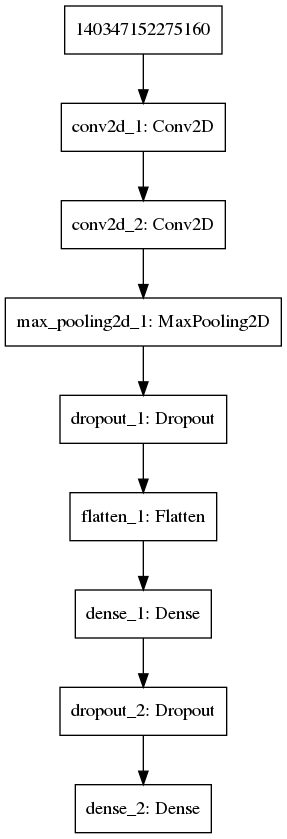 140347152275160
conv2d_1: Conv2D
conv2d_2: Conv2D
max_pooling2d_1: MaxPooling2D
dropout_1: Dropout
flatten_1: Flatten
dense_1: Dense
dropout_2: Dropout
dense_2: Dense